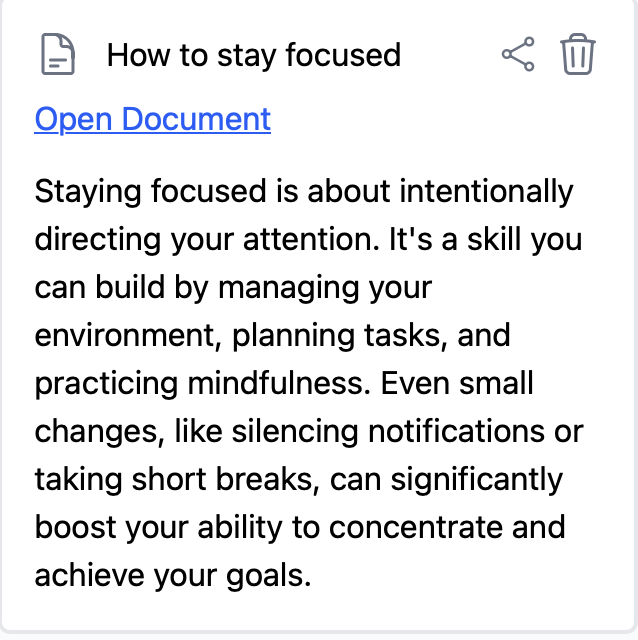 How to stay focused
Open Document
Staying focused is about intentionally
directing your attention. It's a skill you
can build by managing your
environment, planning tasks, and
practicing mindfulness. Even small
changes, like silencing notifications or
taking short breaks, can significantly
boost your ability to concentrate and
achieve your goals.